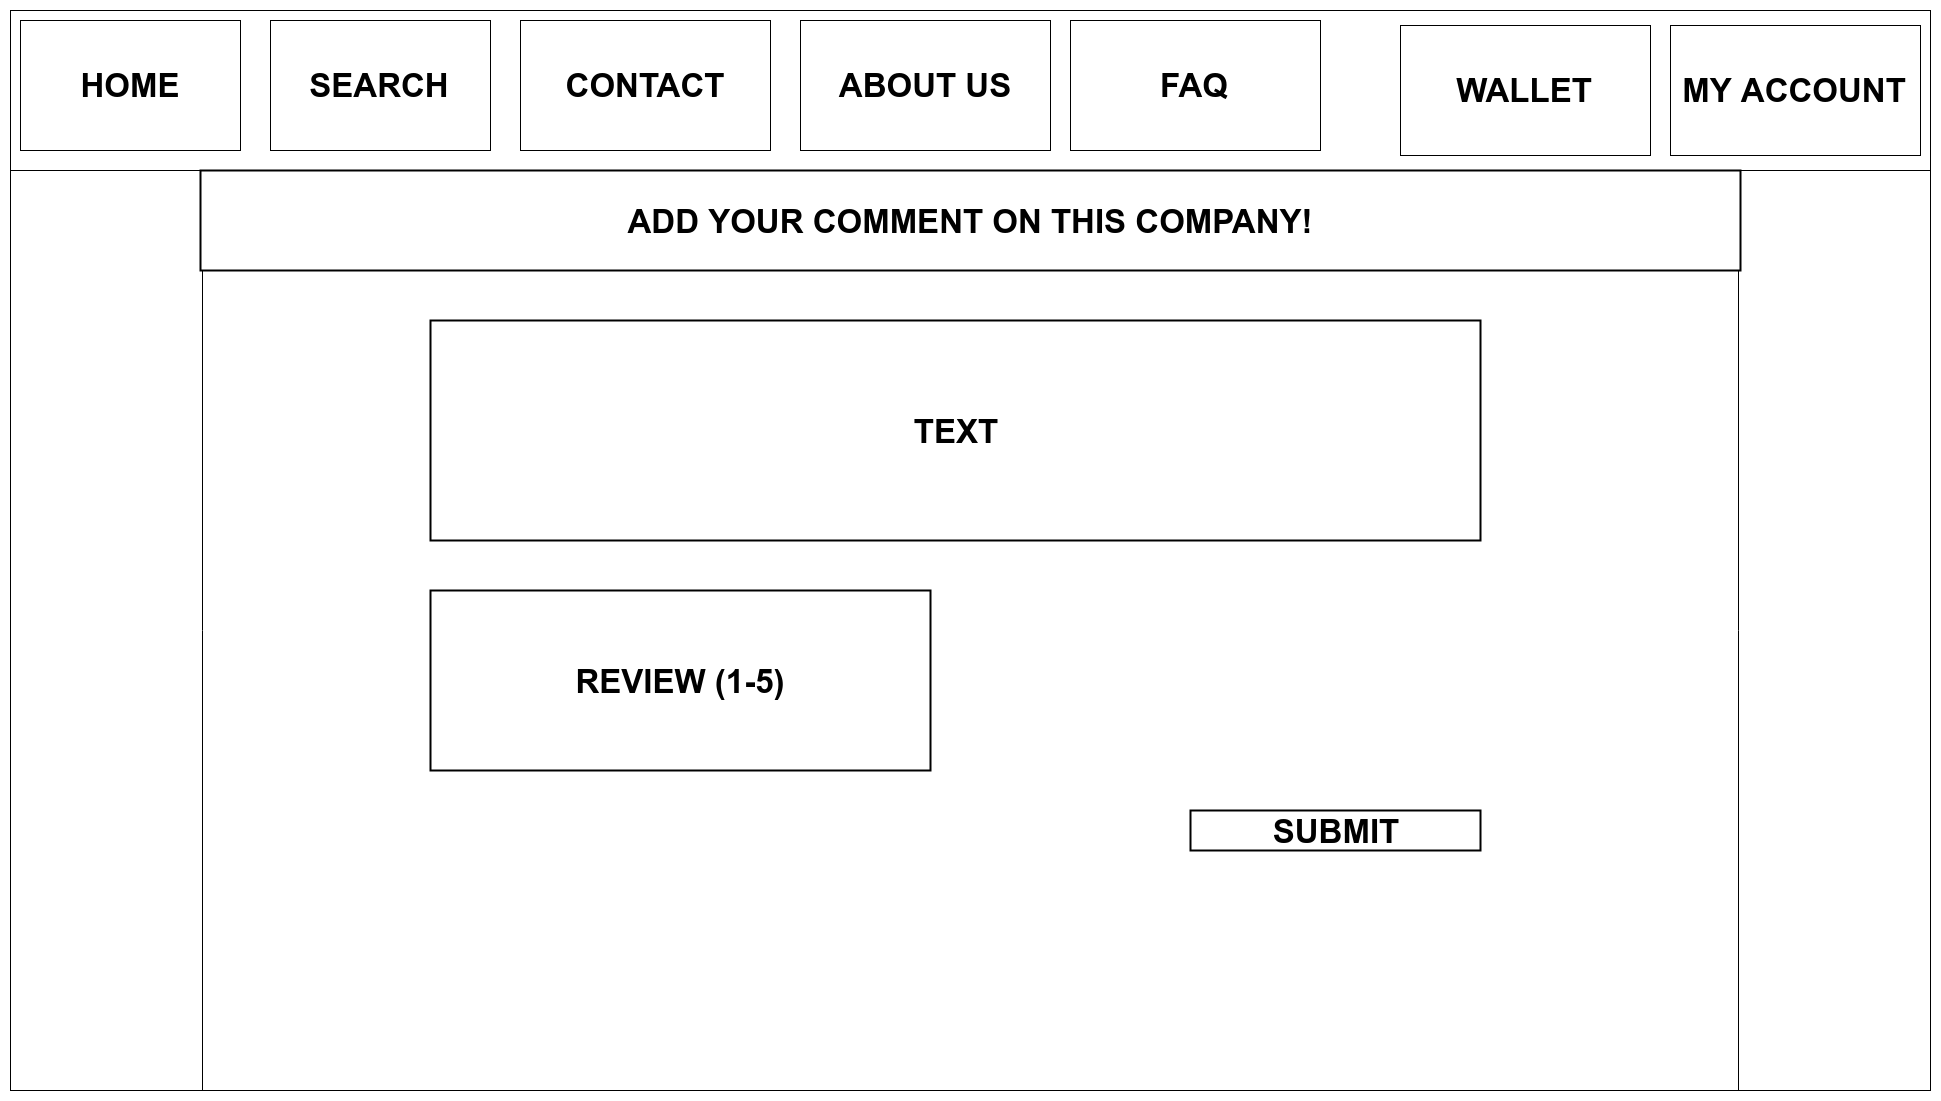 HOME
SEARCH
CONTACT
ABOUT US
FAQ
WALLET
MY ACCOUNT
ADD YOUR COMMENT ON THIS COMPANY!
TEXT
REVIEW (1-5)
SUBMIT